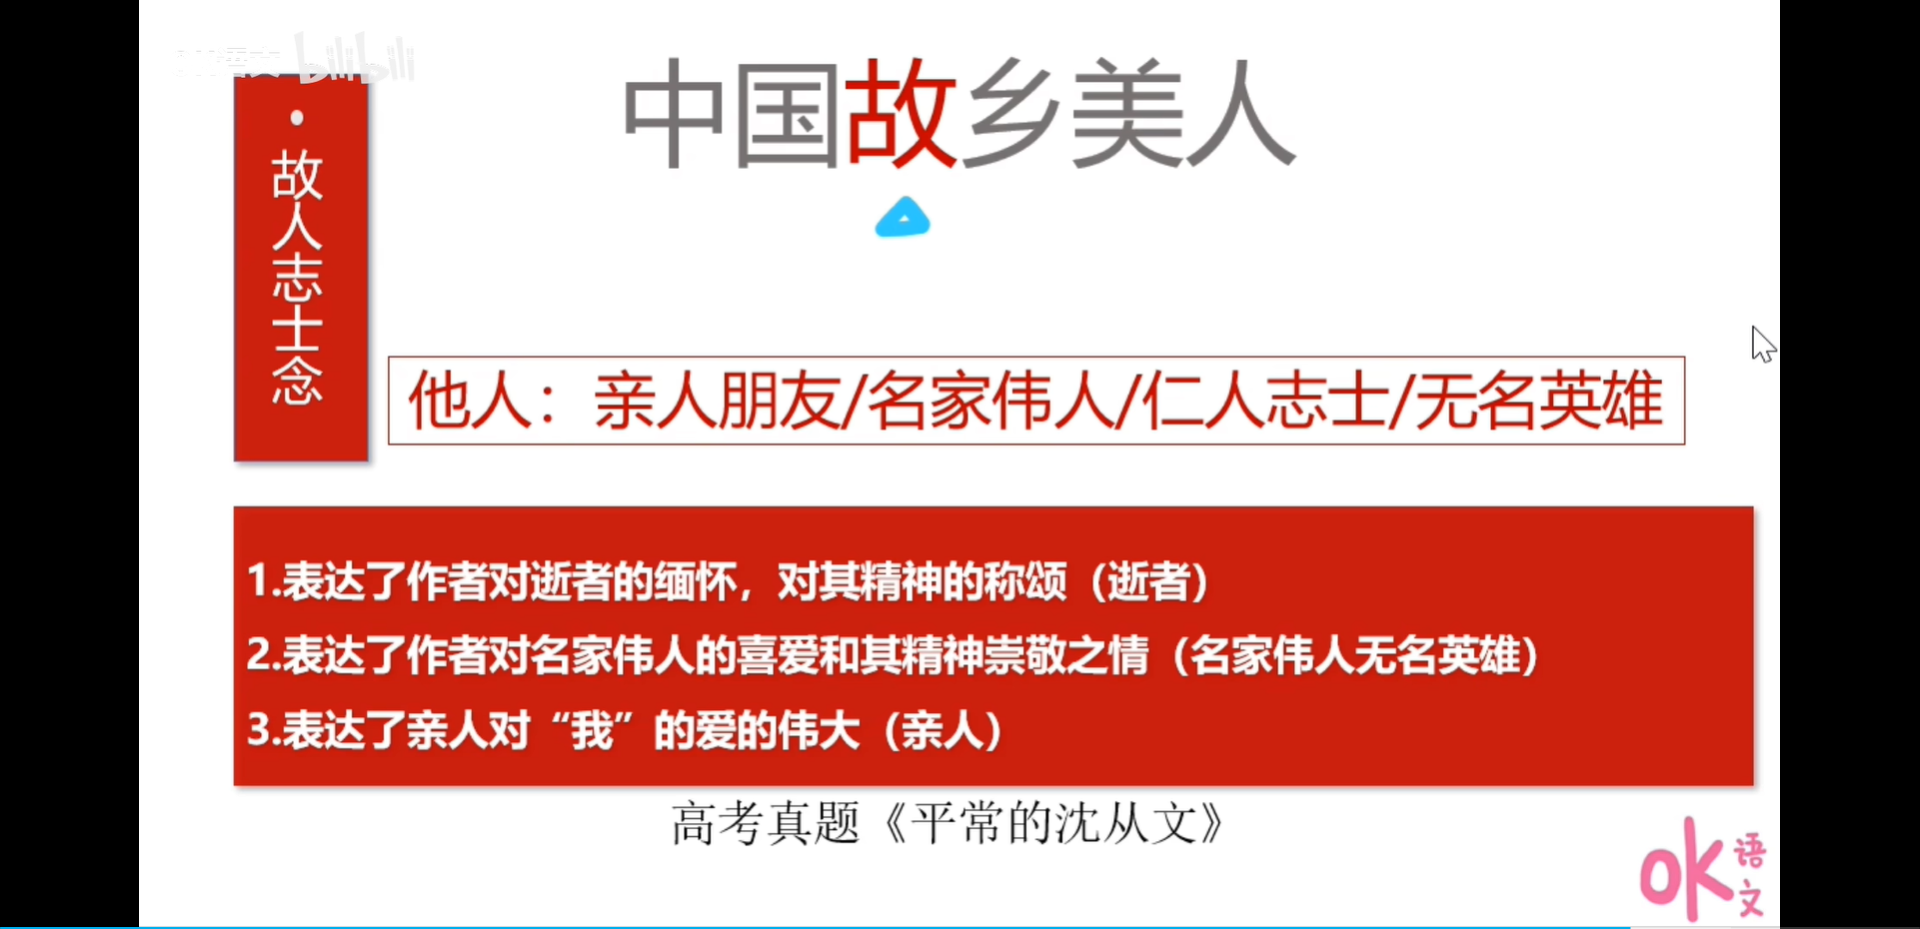 bilibili
中国故乡美人
·故人志士念
他人：亲人朋友/名家伟人/仁人志士/无名英雄
1.表达了作者对逝者的缅怀，对其精神的称颂（逝者）
2.表达了作者对名家伟人的喜爱和其精神崇敬之情（名家伟人无名英雄）
3.表达了亲人对“我”的爱的伟大（亲人）
高考真题《平常的沈从文》
ok语文